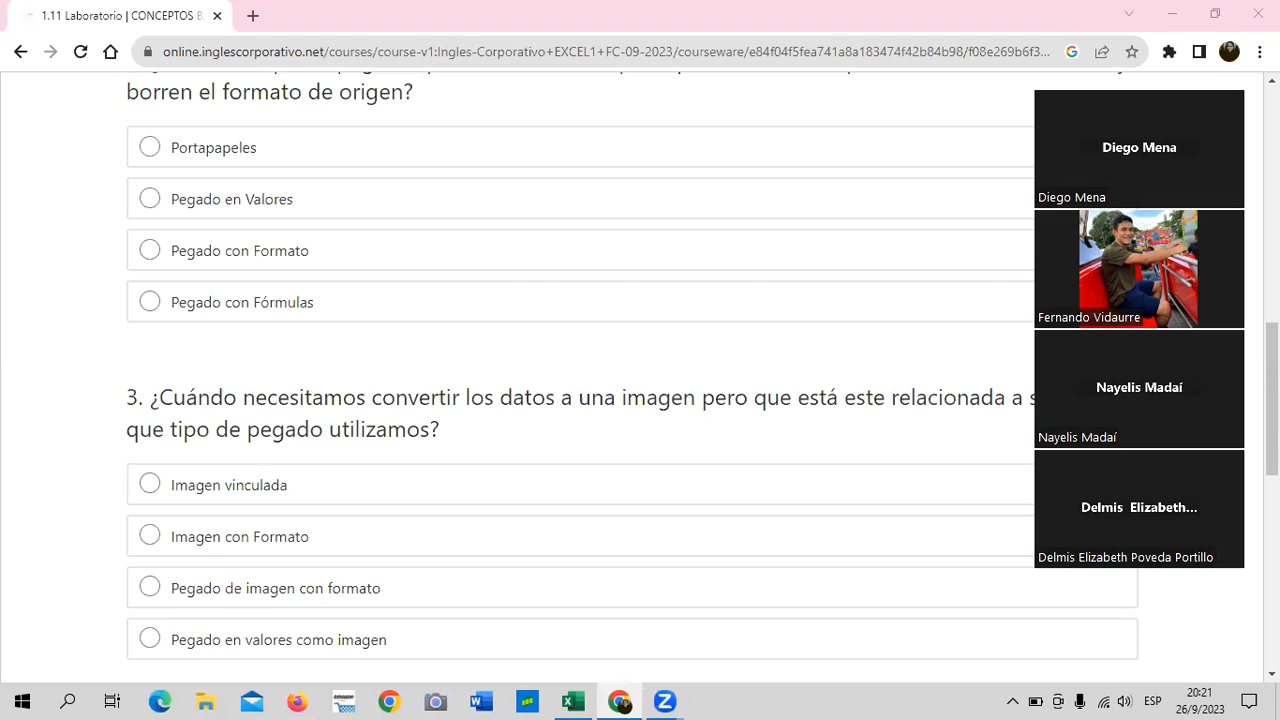 1.11 Laboratorio | CONCEPTOS B
online.inglescorporativo.net/courses/course-v1:Ingles-Corporativo+EXCEL1+FC-09-2023/courseware/e84f04f5fea741a8a183474f42b84b98/f08e269b6f3...
borren el formato de origen?
Portapapeles
Pegado en Valores
Pegado con Formato
Pegado con Fórmulas
3. ¿Cuándo necesitamos convertir los datos a una imagen pero que está este relacionada a
que tipo de pegado utilizamos?
Imagen vinculada
Imagen con Formato
Pegado de imagen con formato
Pegado en valores como imagen
Diego Mena
Diego Mena
Fernando Vidaurre
Nayelis Madaí
Nayelis Madaí
Delmis Elizabeth...
Delmis Elizabeth Poveda Portillo
ESP
20:21
26/9/2023